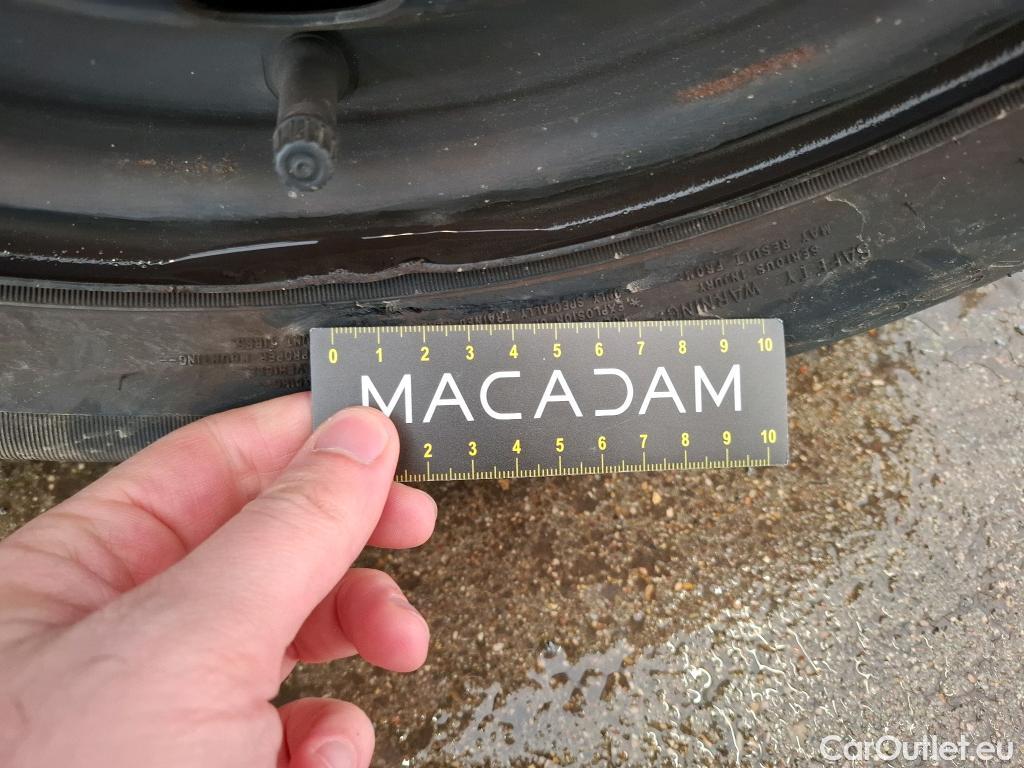 SAFETY WARNING
SERIOUS INJURY
MAY RESULT FROM:
EXPLOSION
ONLY SPECIALLY TRAINED
0 1 2 3 4 5 6 7 8 9 10
MACADAM
2 3 4 5 6 7 8 9 10
CarOutlet.eu